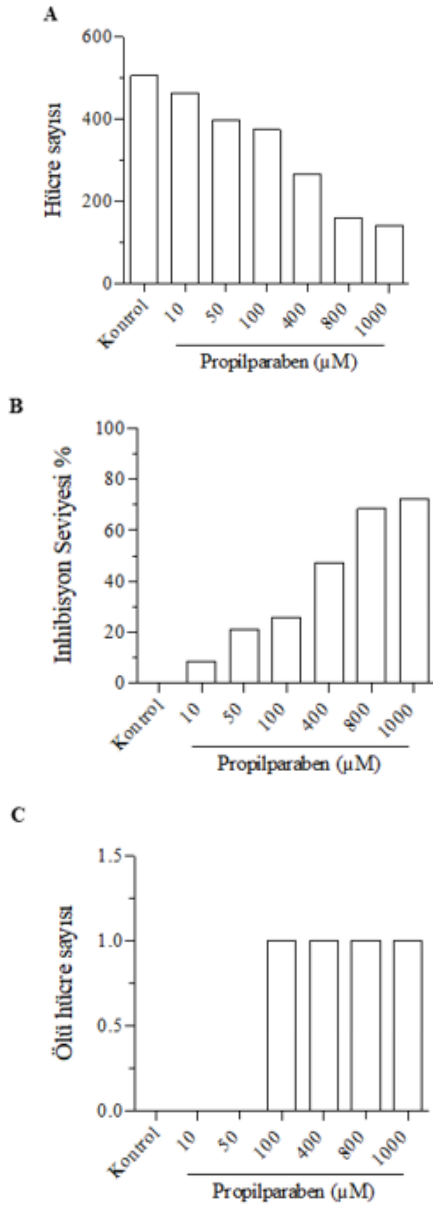 A
600
400
200
0
Hücre sayısı
Kontrol
10
50
100
400
800
1000
Propilparaben (µM)
B
100
80
60
40
20
0
Inhibisyon Seviyesi %
Kontrol
10
50
100
400
800
1000
Propilparaben (µM)
C
1.5
1.0
0.5
0.0
Ölü hücre sayısı
Kontrol
10
50
100
400
800
1000
Propilparaben (µM)